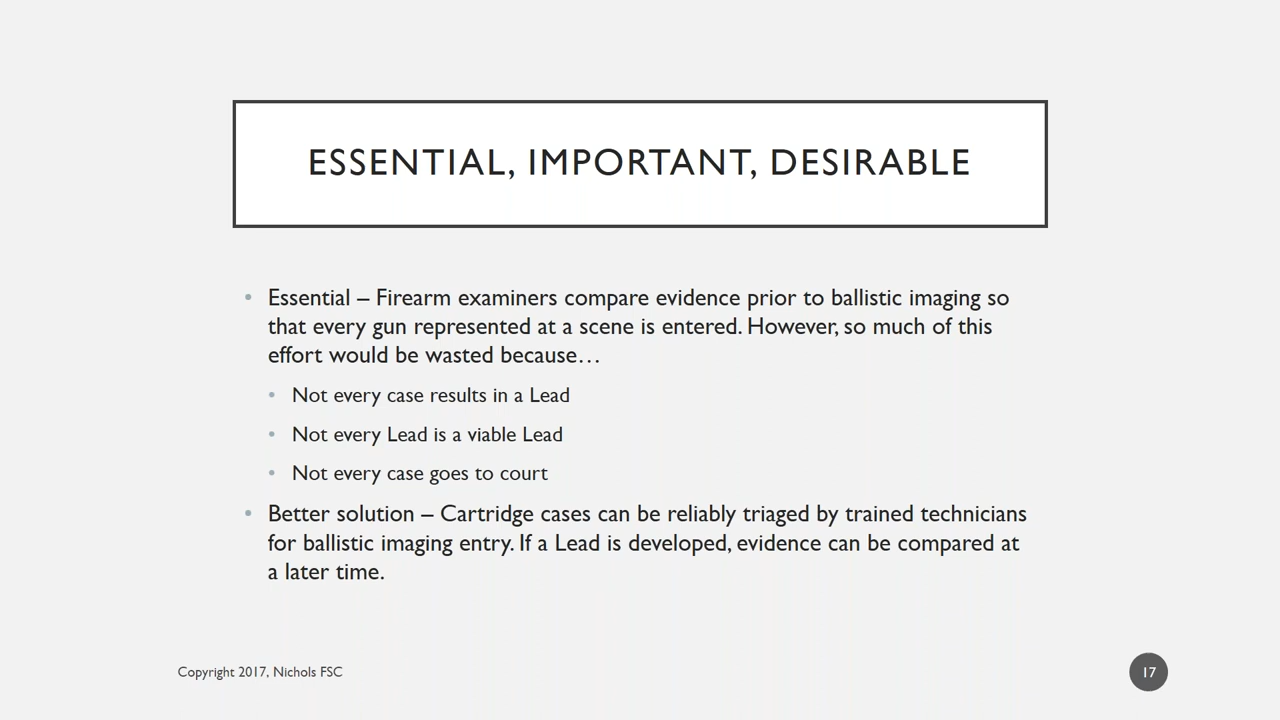 ESSENTIAL, IMPORTANT, DESIRABLE
• Essential – Firearm examiners compare evidence prior to ballistic imaging so
that every gun represented at a scene is entered. However, so much of this
effort would be wasted because…
• Not every case results in a Lead
• Not every Lead is a viable Lead
• Not every case goes to court
• Better solution – Cartridge cases can be reliably triaged by trained technicians
for ballistic imaging entry. If a Lead is developed, evidence can be compared at
a later time.
Copyright 2017, Nichols FSC
17